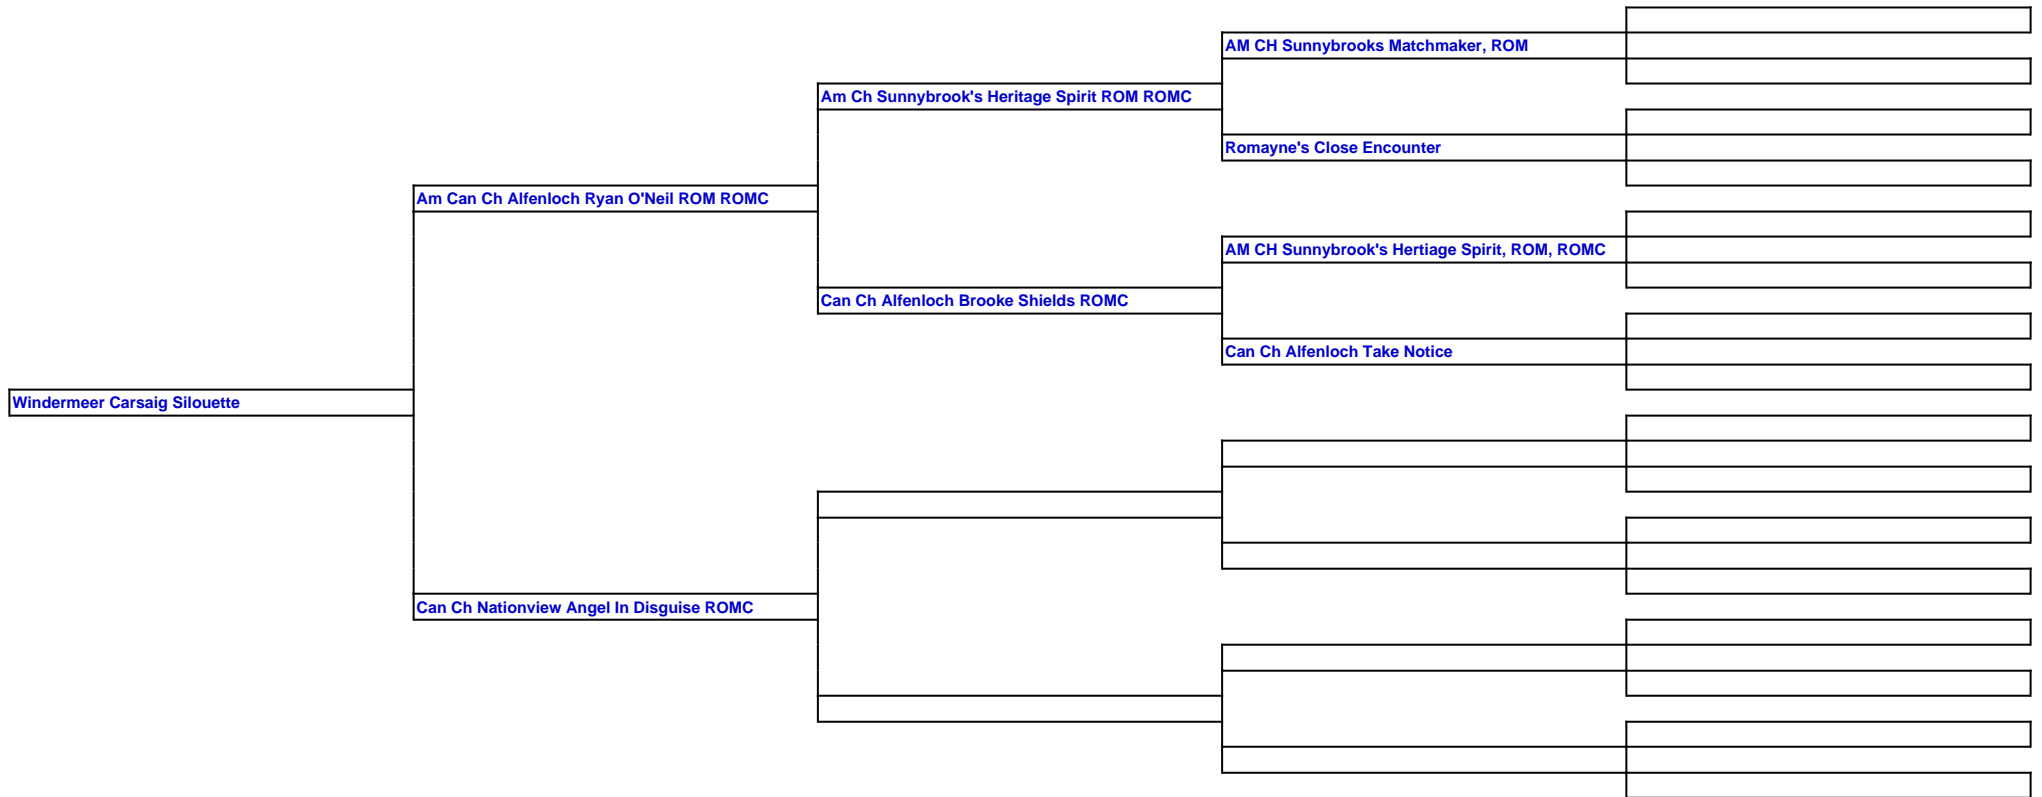 AM CH Sunnybrooks Matchmaker, ROM
Am Ch Sunnybrook's Heritage Spirit ROM ROMC
Romayne's Close Encounter
Am Can Ch Alfenloch Ryan O'Neil ROM ROMC
AM CH Sunnybrook's Hertiage Spirit, ROM, ROMC
Can Ch Alfenloch Brooke Shields ROMC
Can Ch Alfenloch Take Notice
Windermeer Carsaig Silouette
Can Ch Nationview Angel In Disguise ROMC